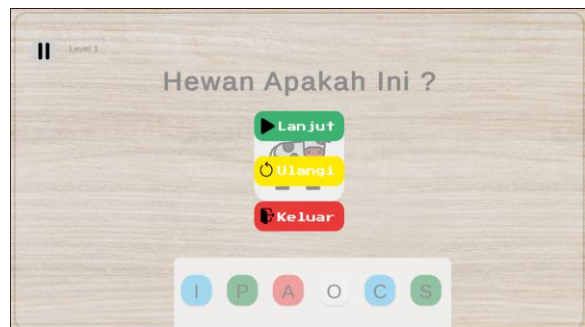 Level 1
Hewan Apakah Ini ?
Lanjut
Ulangi
Keluar
I P A O C S